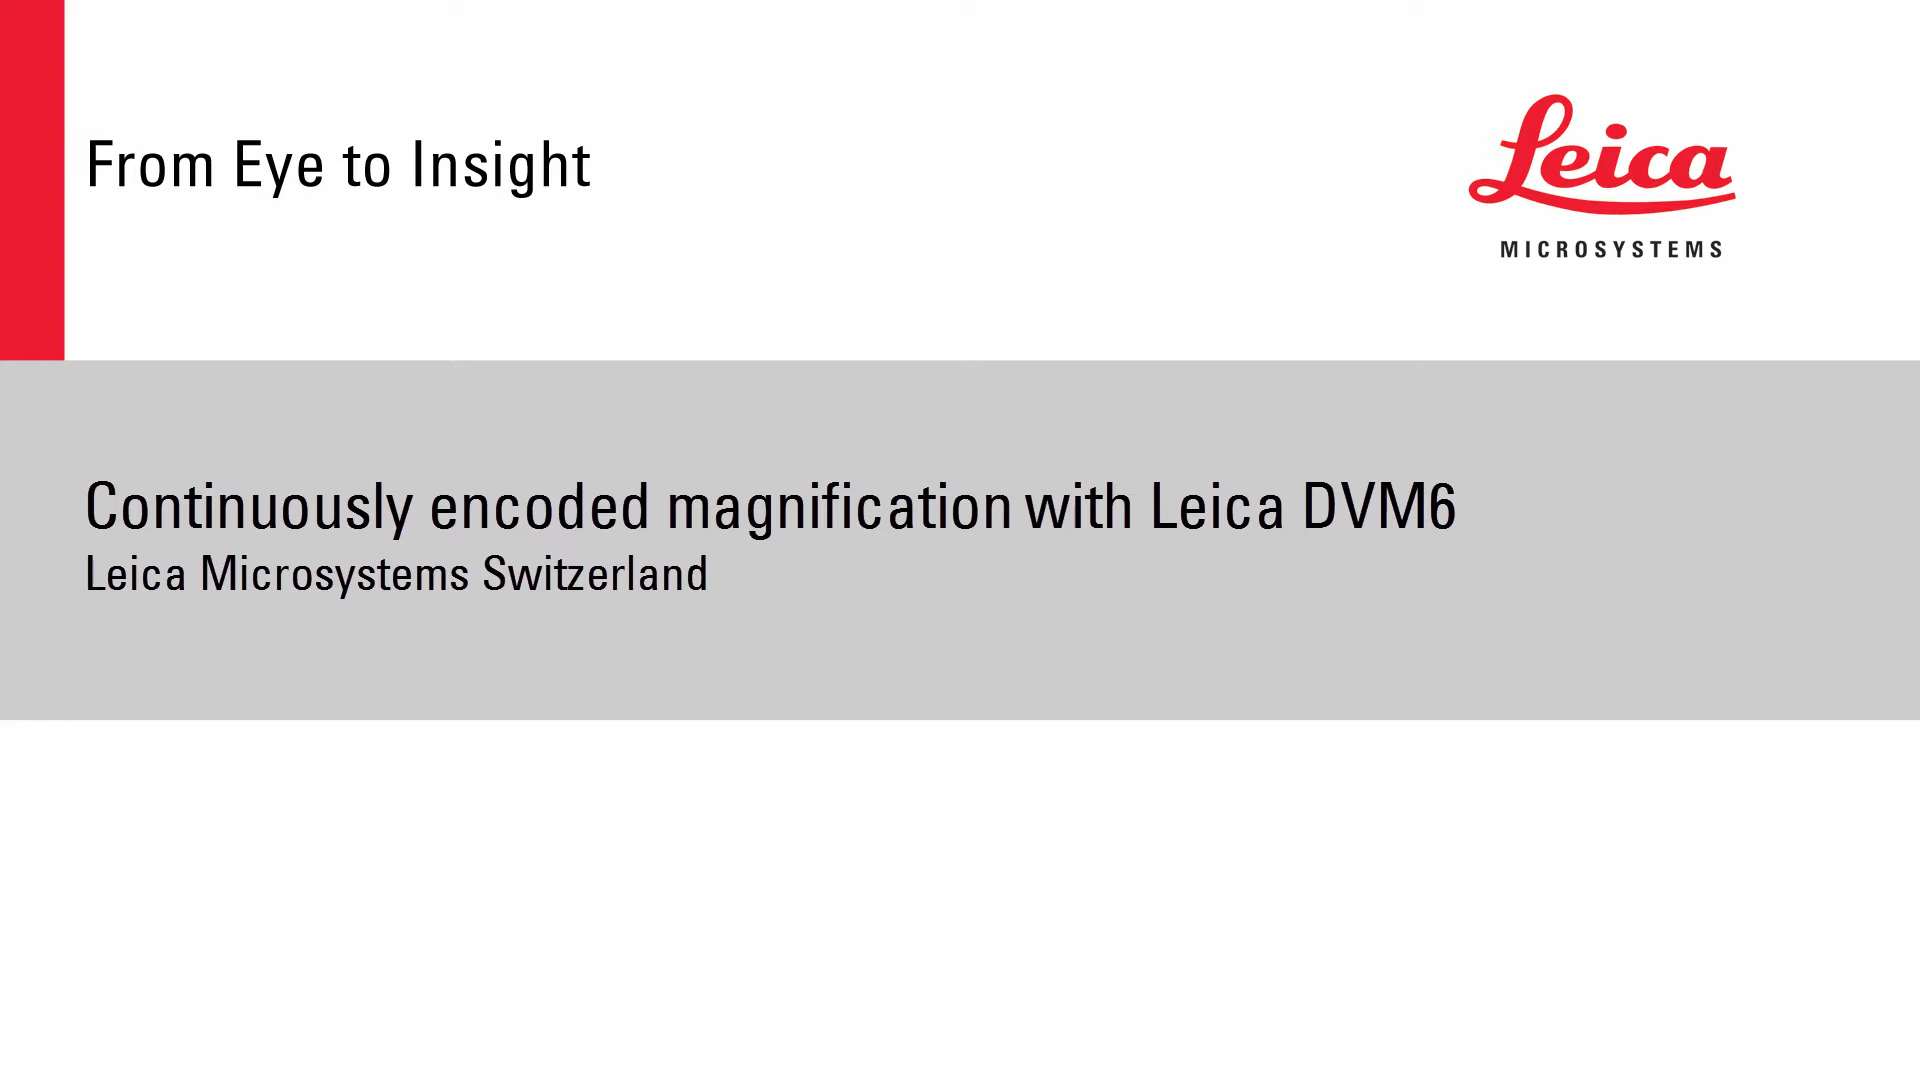 From Eye to Insight
Leica
MICROSYSTEMS
Continuously encoded magnification with Leica DVM6
Leica Microsystems Switzerland